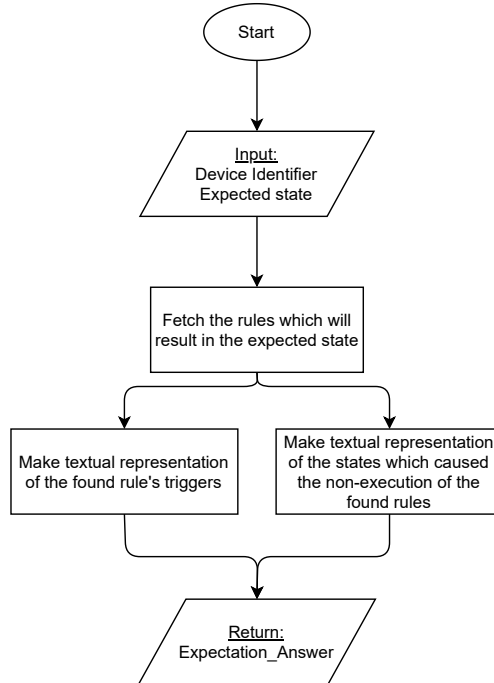 Start
Input:
Device Identifier
Expected state
Fetch the rules which will
result in the expected state
Make textual representation
of the found rule's triggers
Make textual representation
of the states which caused
the non-execution of the
found rules
Return:
Expectation_Answer